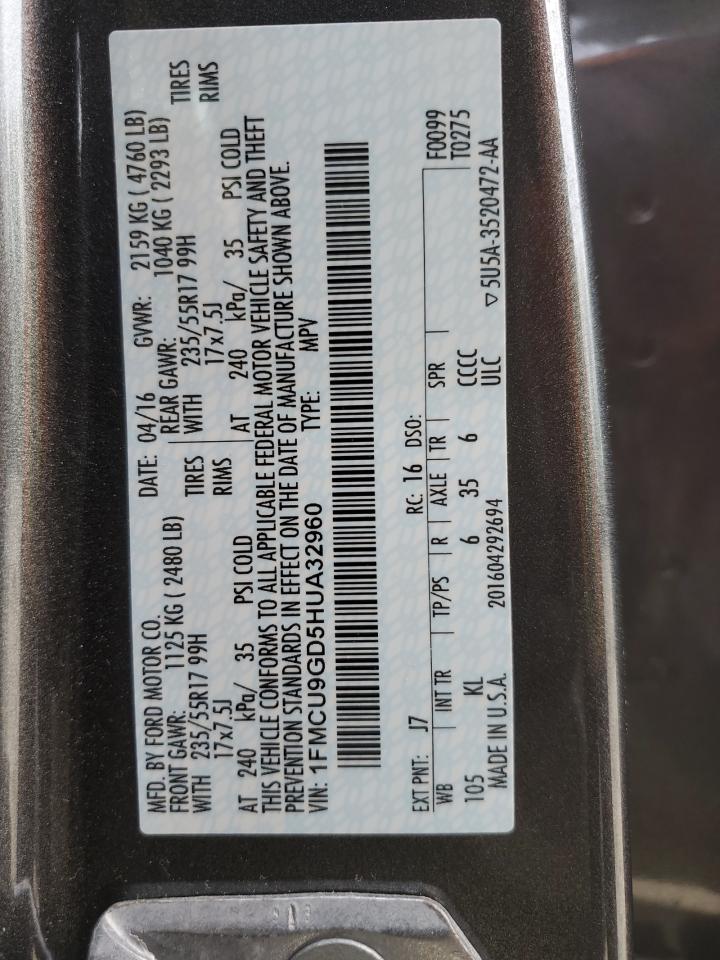 MFD. BY FORD MOTOR CO. DATE: 04/16 GVWR: 2159 KG ( 4760 LB)
FRONT GAWR: 1125 KG ( 2480 LB) REAR GAWR: 1040 KG ( 2293 LB)
WITH 235/55R17 99H TIRES WITH 235/55R17 99H TIRES
17x7.5J RIMS 17x7.5J RIMS
AT 240 kPa/ 35 PSI COLD AT 240 kPa/ 35 PSI COLD
THIS VEHICLE CONFORMS TO ALL APPLICABLE FEDERAL MOTOR VEHICLE SAFETY AND THEFT
PREVENTION STANDARDS IN EFFECT ON THE DATE OF MANUFACTURE SHOWN ABOVE.
VIN: 1FMCU9GD5HUA32960 TYPE: MPV
EXT PNT: J7 RC: 16 DSO: F0099
WB INT TR TP/PS R AXLE TR SPR T0275
105 KL 6 35 6 CCCC
MADE IN U.S.A. 201604292694 ULC ▽5U5A-3520472-AA